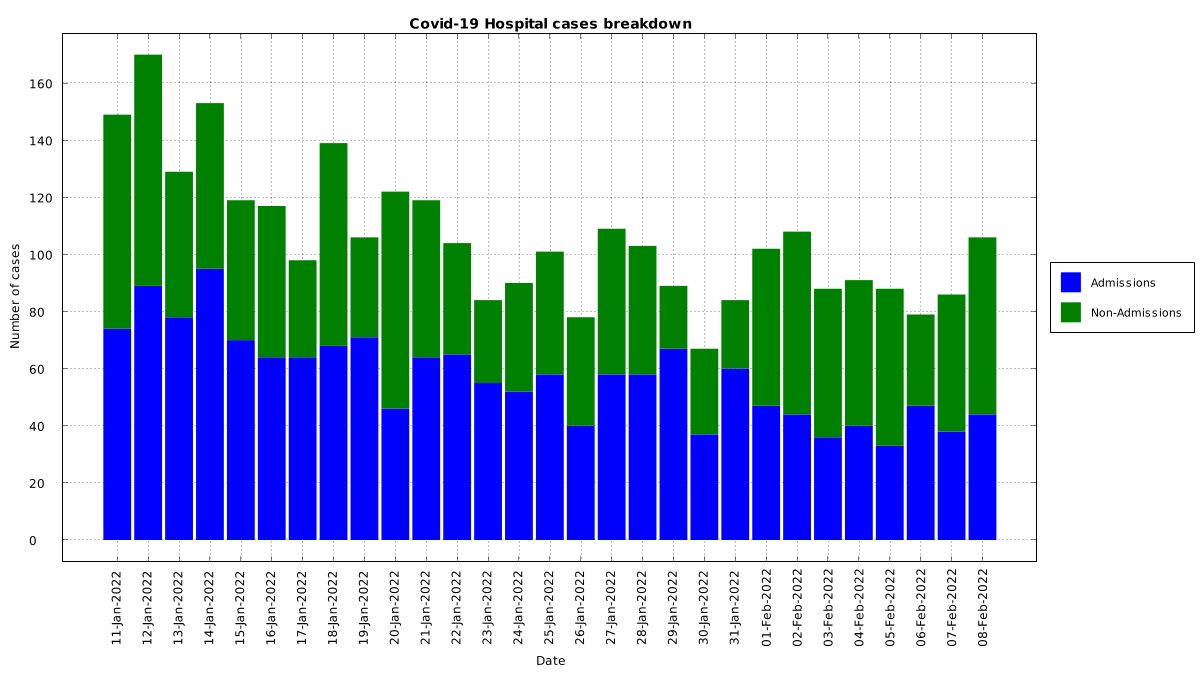 Covid-19 Hospital cases breakdown
160
140
120
100
80
60
40
20
0
Number of cases
11-Jan-2022
12-Jan-2022
13-Jan-2022
14-Jan-2022
15-Jan-2022
16-Jan-2022
17-Jan-2022
18-Jan-2022
19-Jan-2022
20-Jan-2022
21-Jan-2022
22-Jan-2022
23-Jan-2022
24-Jan-2022
25-Jan-2022
26-Jan-2022
27-Jan-2022
28-Jan-2022
29-Jan-2022
30-Jan-2022
31-Jan-2022
01-Feb-2022
02-Feb-2022
03-Feb-2022
04-Feb-2022
05-Feb-2022
06-Feb-2022
07-Feb-2022
08-Feb-2022
Date
Admissions
Non-Admissions